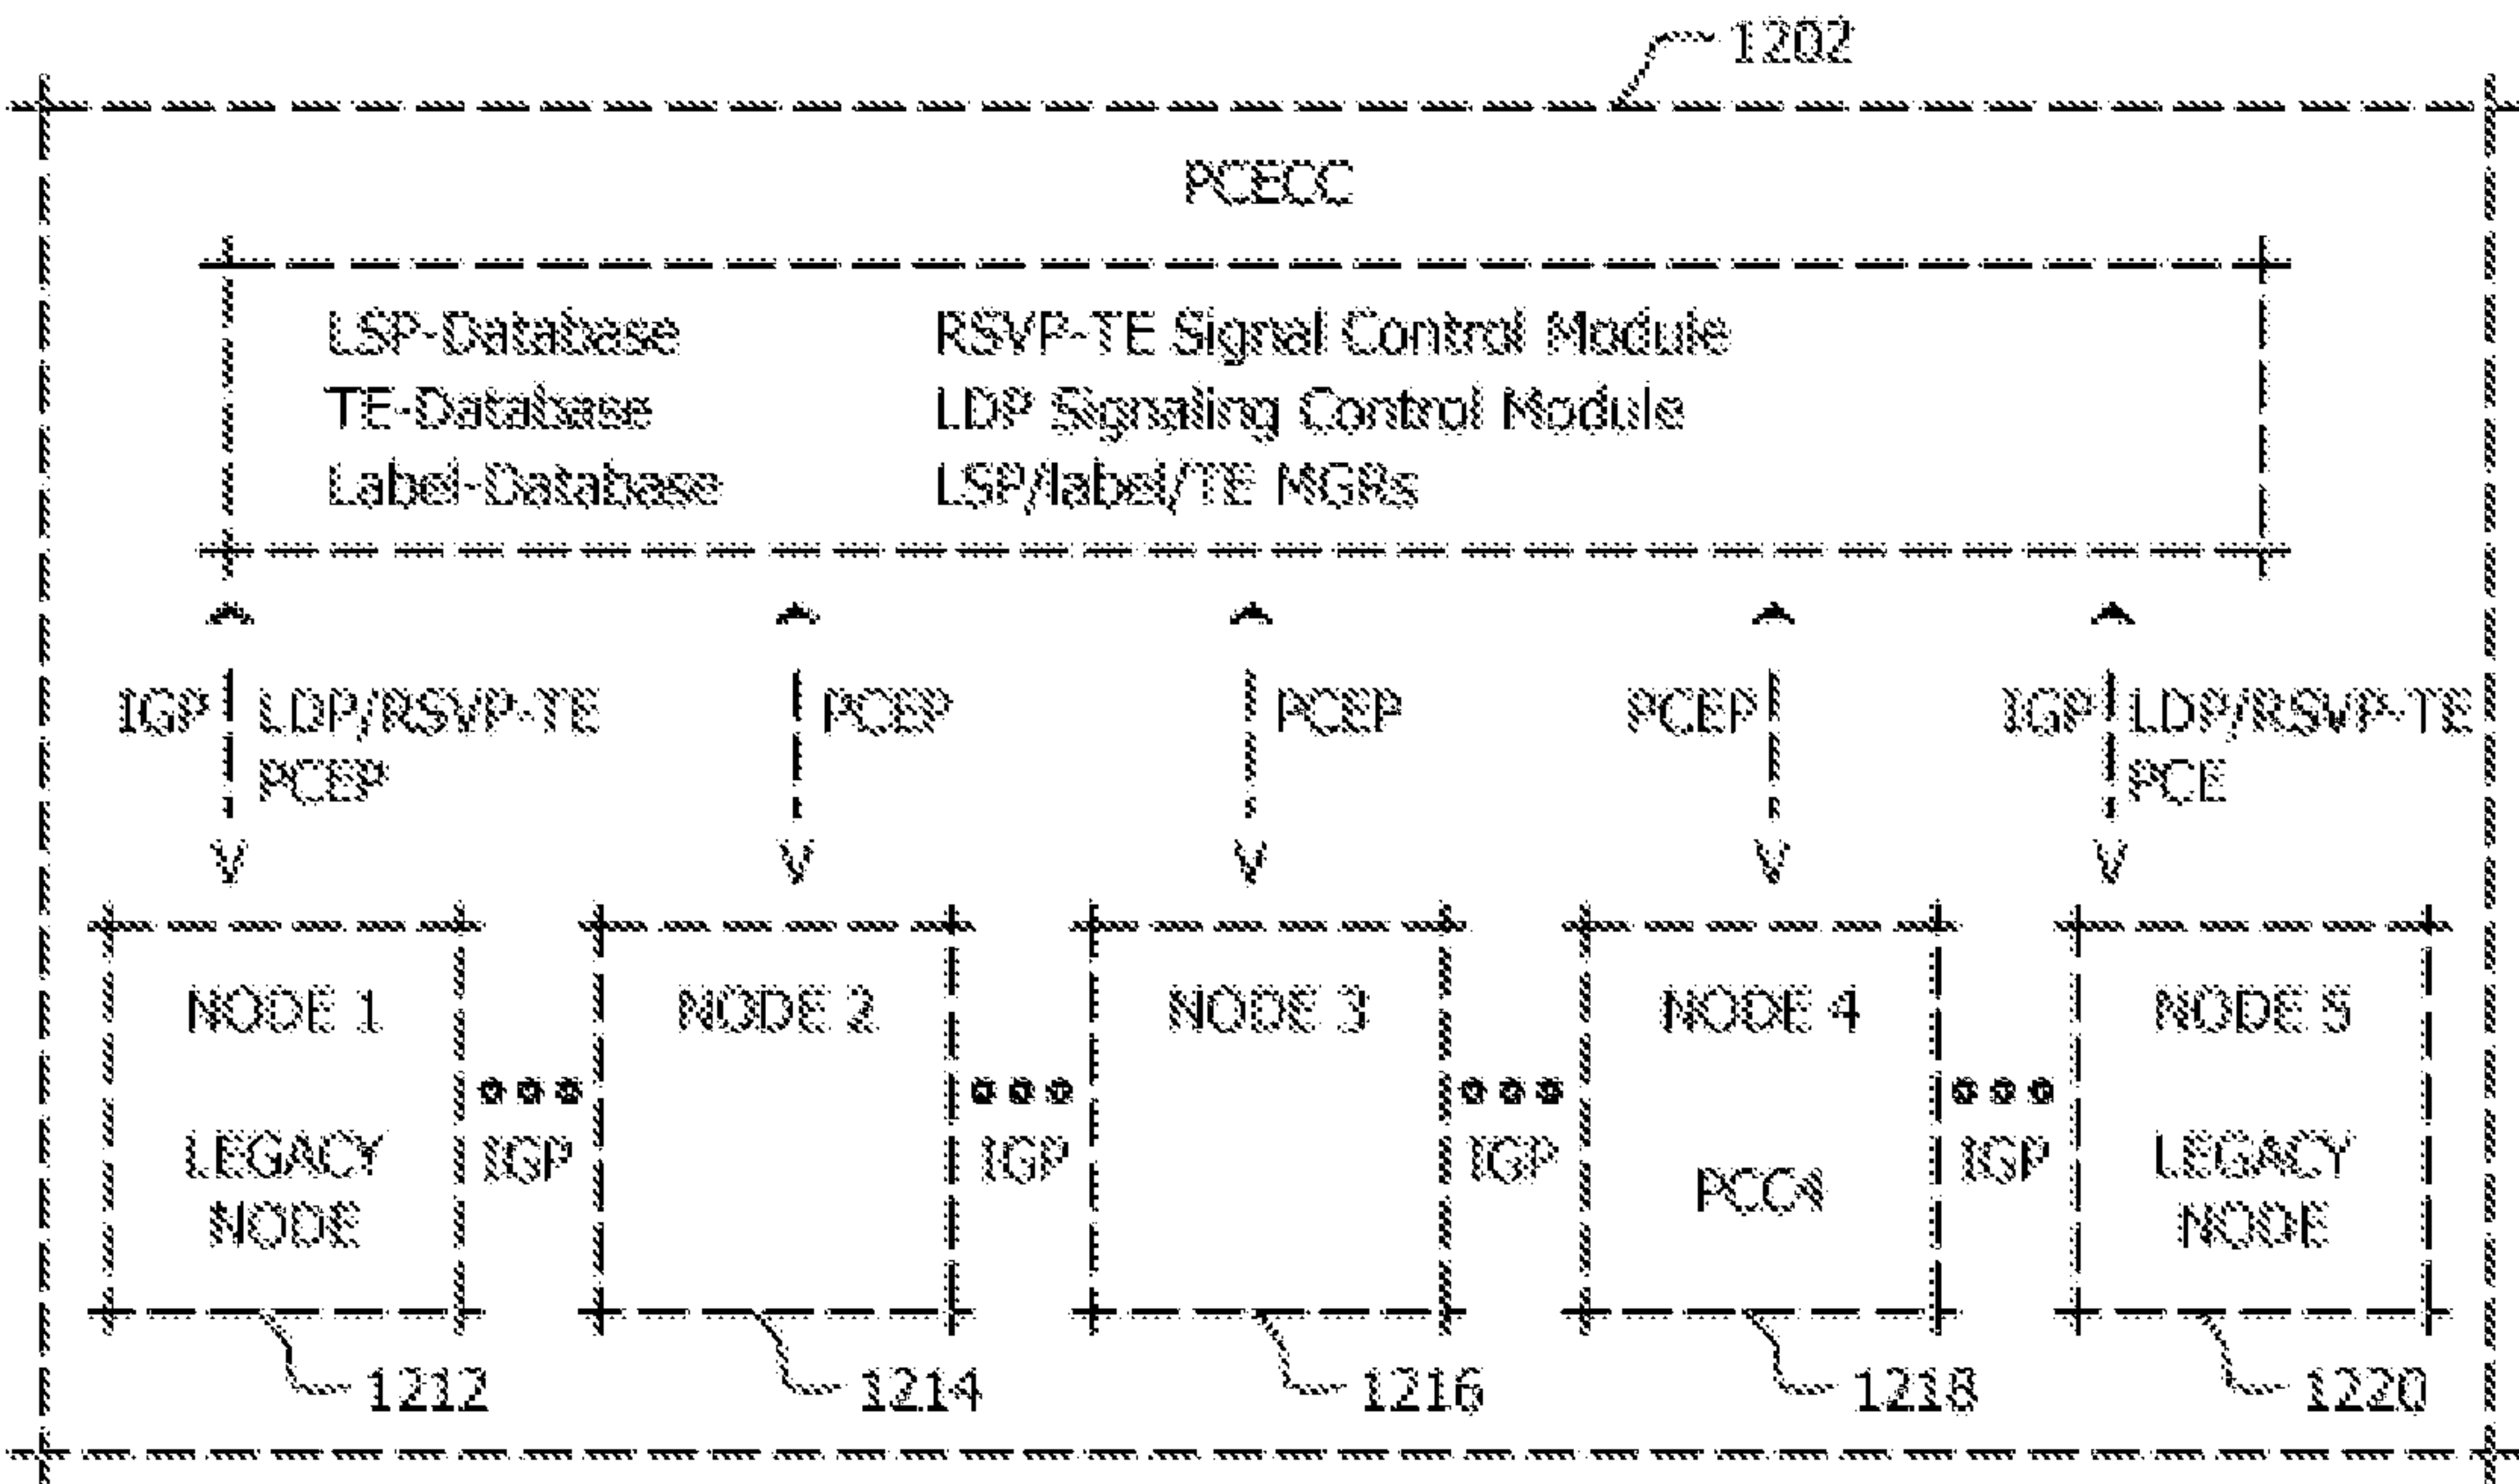 1202
PCECC
LSP-Database RSVP-TE Signal Control Module
TE-Database LDP Signaling Control Module
Label-Database LSP/label/TE MGRs
IGP LDP/RSVP-TE PCEP PCEP PCEP IGP LDP/RSVP-TE
PCEP PCE
NODE 1 NODE 2 NODE 3 NODE 4 NODE 5
LEGACY IGP IGP IGP PCC4 IGP LEGACY
NODE NODE
1212 1214 1216 1218 1220